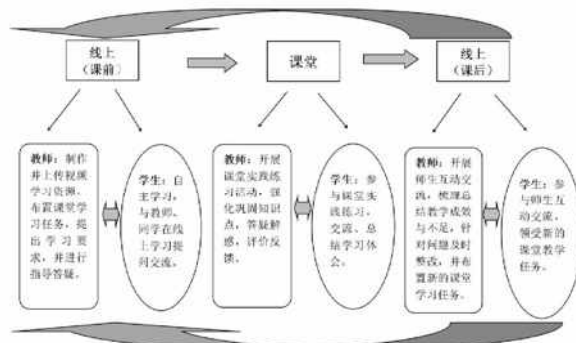 线上
（课前）
课堂
线上
（课后）
教师：制作
并上传视频
学习资源，
布置课堂学
习任务，提
出学习要
求，并进行
指导答疑。
学生：自
主学习，
与教师、
同学在线
上学习提
问交流。
教师：开展
课堂实践练
习活动，强
化巩固知识
点，答疑解
惑，评价反
馈。
学生：参
与课堂实
践练习，
交流、总
结学习体
会。
教师：开展
师生互动交
流，梳理总
结教学成效
与不足，针
对问题及时
整改，并布
置新的课堂
学习任务。
学生：参
与师生互
动交流，
领受新的
课堂教学
任务。